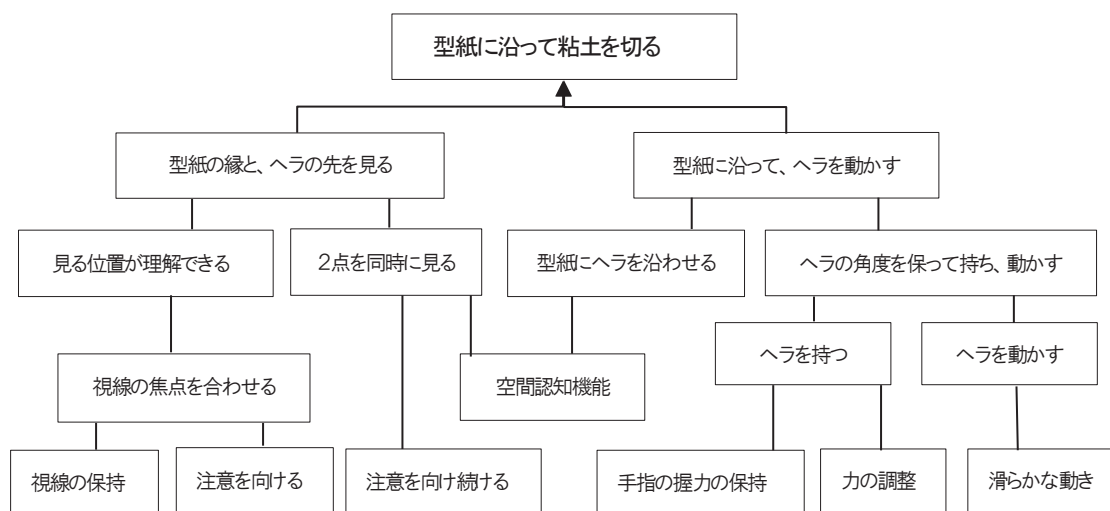 型紙に沿って粘土を切る
型紙の縁と、ヘラの先を見る
型紙に沿って、ヘラを動かす
見る位置が理解できる
2点を同時に見る
型紙にヘラを沿わせる
ヘラの角度を保って持ち、動かす
ヘラを持つ
ヘラを動かす
視線の焦点を合わせる
空間認知機能
視線の保持
注意を向ける
注意を向け続ける
手指の握力の保持
力の調整
滑らかな動き